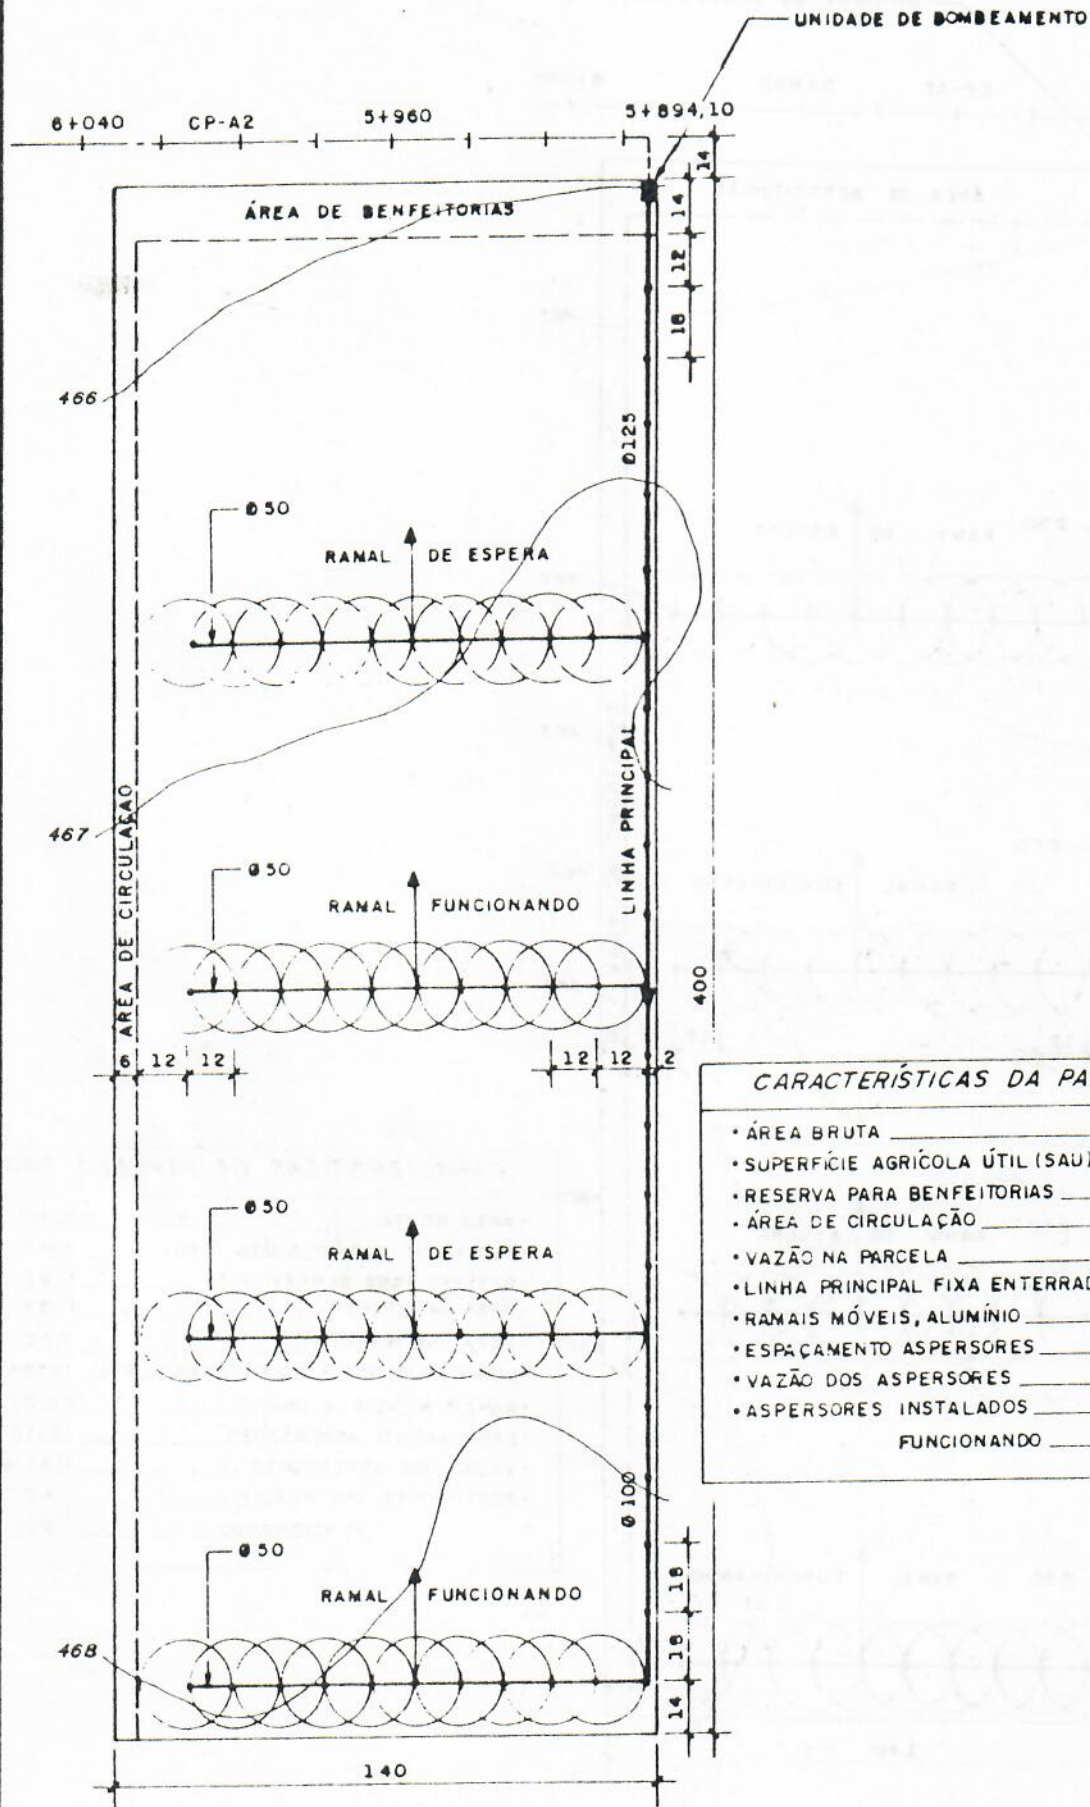 UNIDADE DE BOMBEAMENTO
6+040 CP-A2 5+960 5+894,10
14
ÁREA DE BENFEITORIAS
14
12
18
466
Ø125
Ø50
RAMAL DE ESPERA
LINHA PRINCIPAL
467
ÁREA DE CIRCULAÇAO
Ø50
RAMAL FUNCIONANDO
400
6 12 12 12 12 2
CARACTERÍSTICAS DA PA
• ÁREA BRUTA
• SUPERFÍCIE AGRÍCOLA ÚTIL (SAU)
• RESERVA PARA BENFEITORIAS
• ÁREA DE CIRCULAÇÃO
• VAZÃO NA PARCELA
• LINHA PRINCIPAL FIXA ENTERRAD
• RAMAIS MÓVEIS, ALUMÍNIO
• ESPAÇAMENTO ASPERSORES
• VAZÃO DOS ASPERSORES
• ASPERSORES INSTALADOS
FUNCIONANDO
Ø50
RAMAL DE ESPERA
Ø100
Ø50
RAMAL FUNCIONANDO
18
18
468
14
140